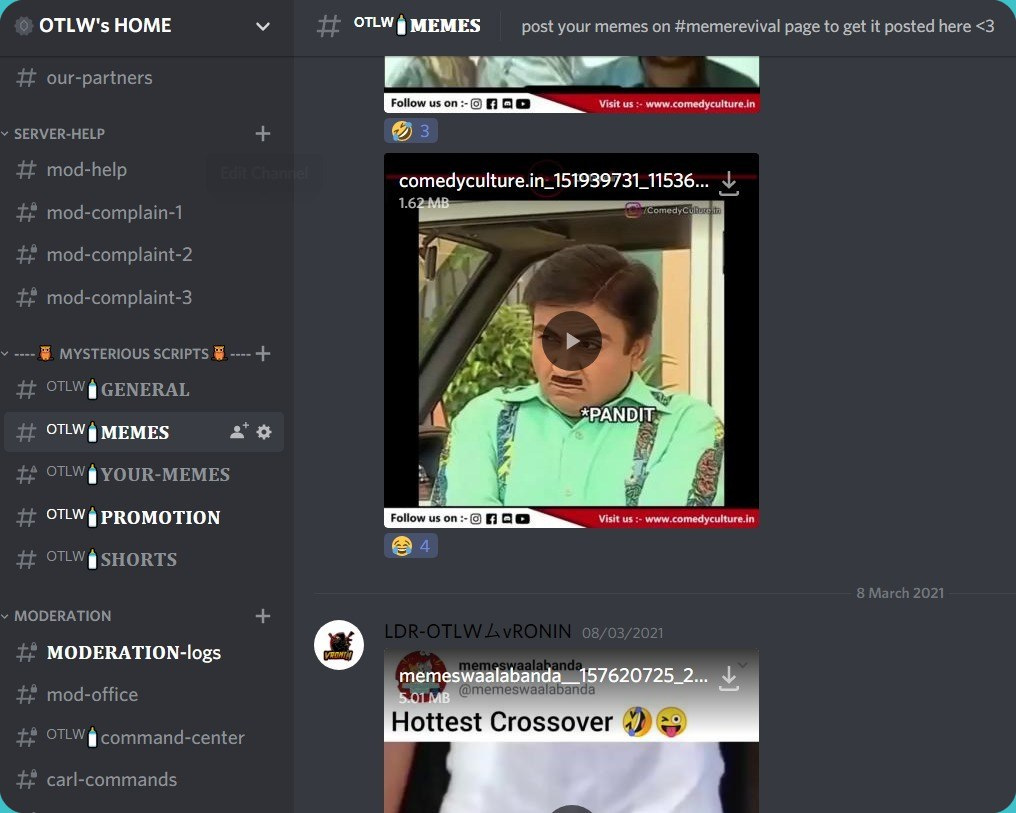 OTLW's HOME
# our-partners
SERVER-HELP
# mod-help
Edit Channel
# mod-complain-1
# mod-complaint-2
# mod-complaint-3
----🦉 MYSTERIOUS SCRIPTS🦉----
# ᴼᵀᴸᵂ🍼GENERAL
# ᴼᵀᴸᵂ🍼MEMES
# ᴼᵀᴸᵂ🍼YOUR-MEMES
# ᴼᵀᴸᵂ🍼PROMOTION
# ᴼᵀᴸᵂ🍼SHORTS
MODERATION
# MODERATION-logs
# mod-office
# ᴼᵀᴸᵂ🍼command-center
# carl-commands
# ᴼᵀᴸᵂ🍼MEMES
post your memes on #memerevival page to get it posted here <3
Follow us on :- Visit us :- www.comedyculture.in
🤣 3
comedyculture.in_151939731_11536...
1.62 MB
/ComedyCulture.in
*PANDIT
Follow us on :- Visit us :- www.comedyculture.in
😂 4
8 March 2021
LDR-OTLWムvRONIN 08/03/2021
VRONIN
memeswaalabanda
memeswaalabanda__157620725_2...
@memeswaalabanda
5.01 MB
Hottest Crossover 🤣😜